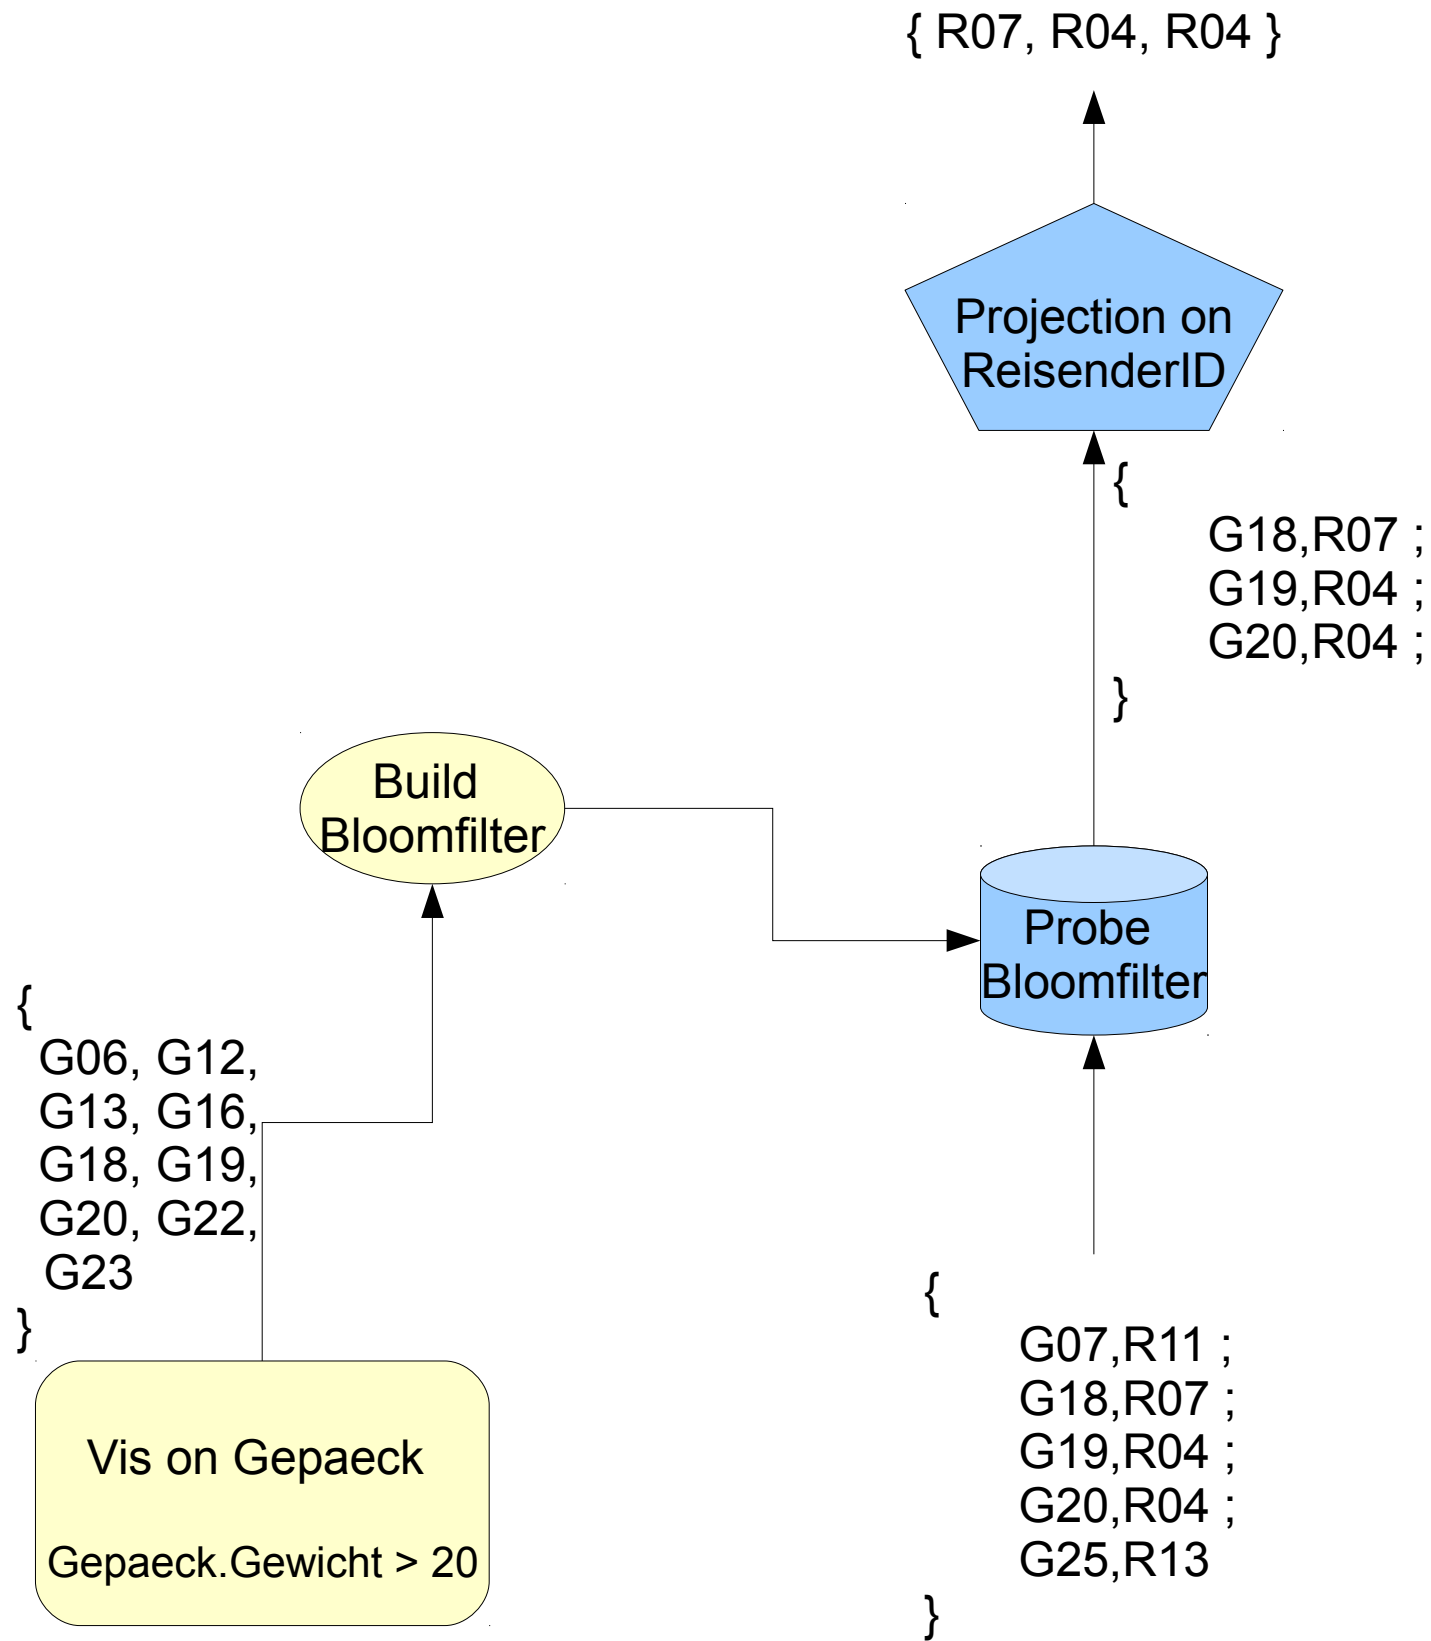 { R07, R04, R04 }
Projection on
ReisenderID
{
G18,R07 ;
G19,R04 ;
G20,R04 ;
}
Build
Bloomfilter
Probe
Bloomfilter
{
G06, G12,
G13, G16,
G18, G19,
G20, G22,
G23
}
Vis on Gepaeck
Gepaeck.Gewicht > 20
{
G07,R11 ;
G18,R07 ;
G19,R04 ;
G20,R04 ;
G25,R13
}